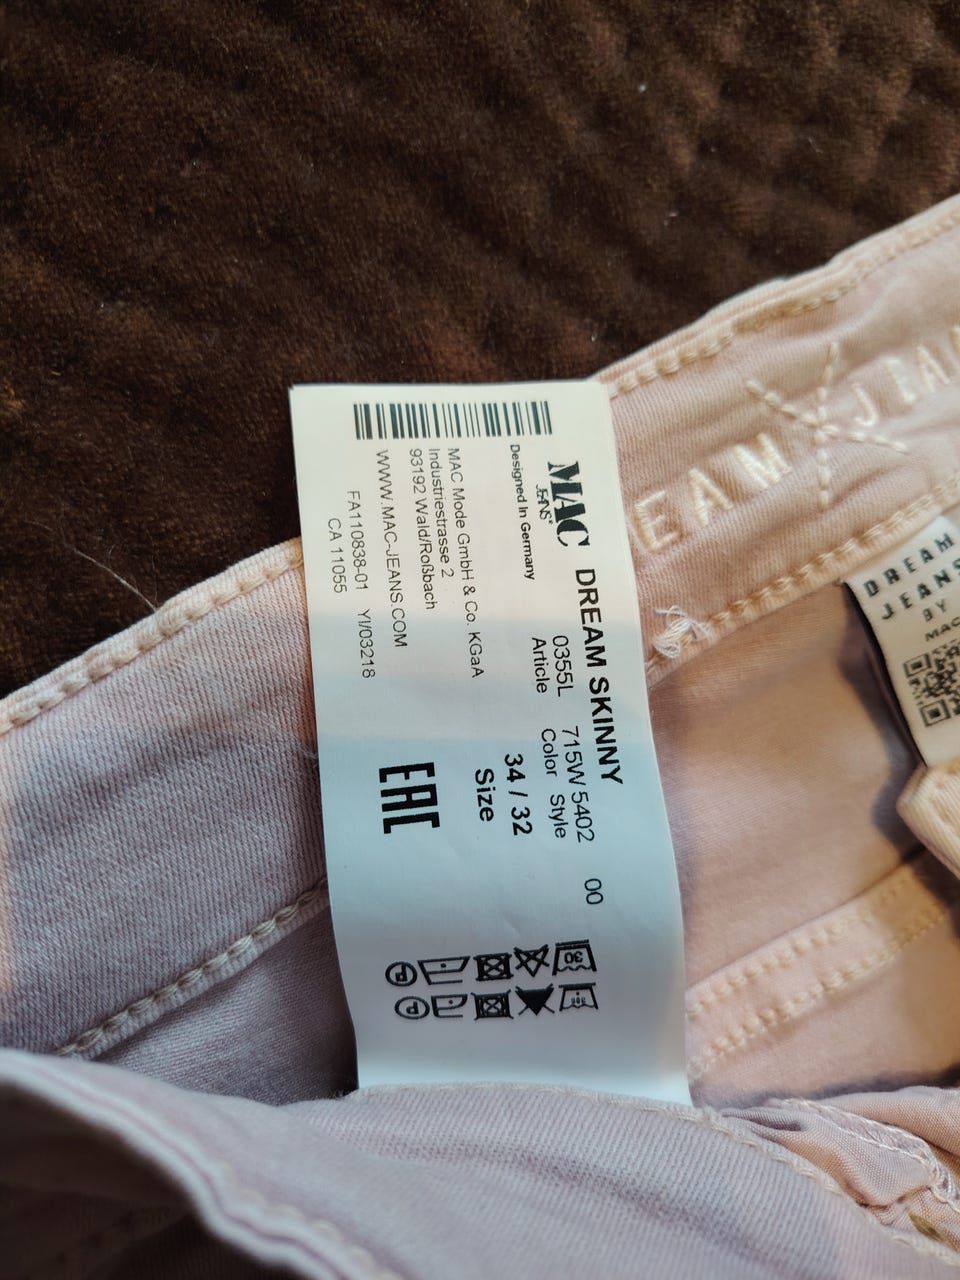 MAC
JEANS®
DREAM SKINNY
0355L 715W 5402 00
Article Color Style
Designed In Germany
34 / 32
Size
MAC Mode GmbH & Co. KGaA
Industriestrasse 2
93192 Wald/Roßbach
WWW.MAC-JEANS.COM
EAC
FA110838-01 YI/03218
CA 11055
30
P
P
EAM JEAN
DREAM
JEANS
BY
MAC